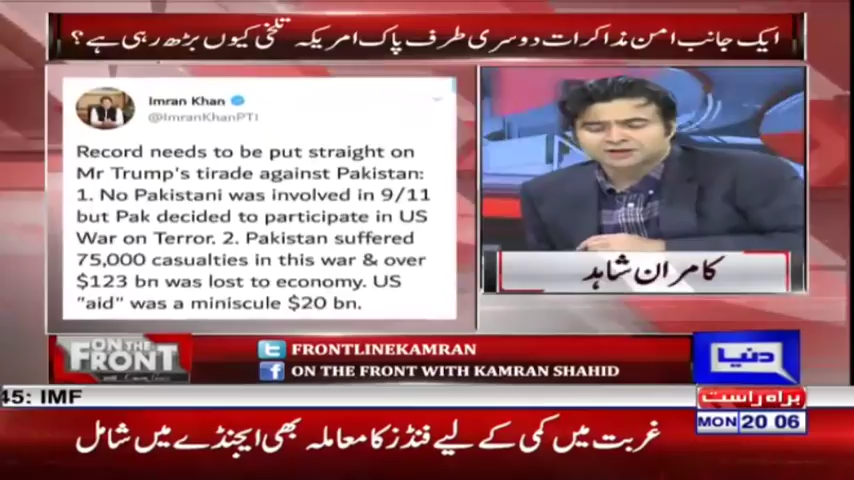 ایک جانب امن مذاکرات دوسری طرف پاک امریکہ تلخی کیوں بڑھ رہی ہے؟
Imran Khan
@ImranKhanPTI
Record needs to be put straight on
Mr Trump's tirade against Pakistan:
1. No Pakistani was involved in 9/11
but Pak decided to participate in US
War on Terror. 2. Pakistan suffered
75,000 casualties in this war & over
$123 bn was lost to economy. US
"aid" was a miniscule $20 bn.
کامران شاہد
ON THE
FRONT
FRONTLINEKAMRAN
ON THE FRONT WITH KAMRAN SHAHID
دنیا
براہ راست
45: IMF
MON 20 06
غربت میں کمی کے لیے فنڈز کا معاملہ بھی ایجنڈے میں شامل